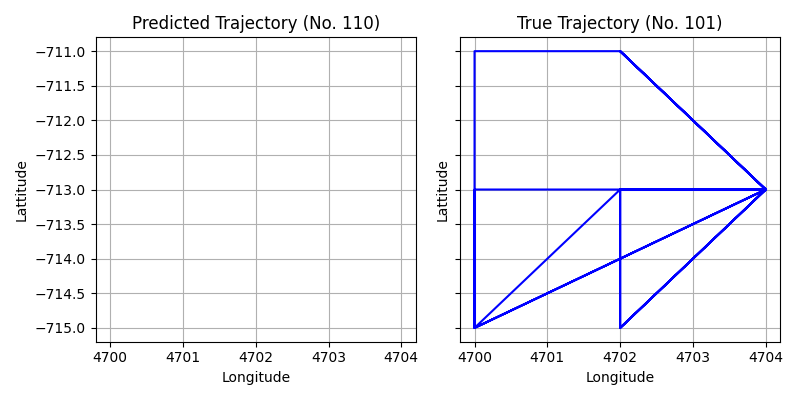 Predicted Trajectory (No. 110)
True Trajectory (No. 101)
−711.0
−711.5
−712.0
−712.5
−713.0
−713.5
−714.0
−714.5
−715.0
Lattitude
4700 4701 4702 4703 4704
Longitude
Lattitude
4700 4701 4702 4703 4704
Longitude